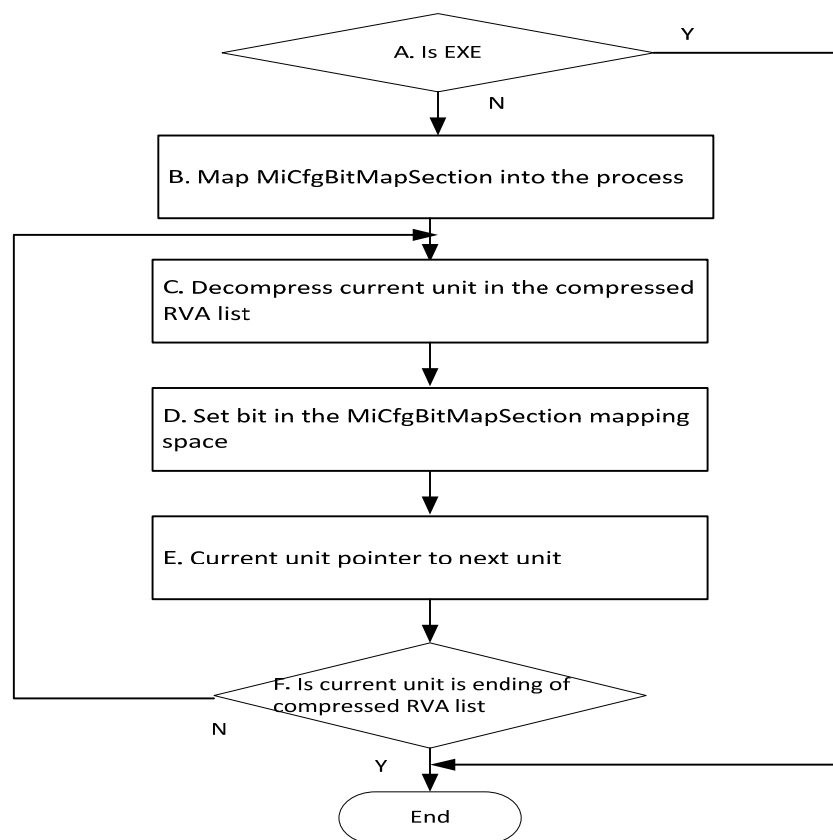 A. Is EXE
Y
N
B. Map MiCfgBitMapSection into the process
C. Decompress current unit in the compressed
RVA list
D. Set bit in the MiCfgBitMapSection mapping
space
E. Current unit pointer to next unit
F. Is current unit is ending of
compressed RVA list
N
Y
End